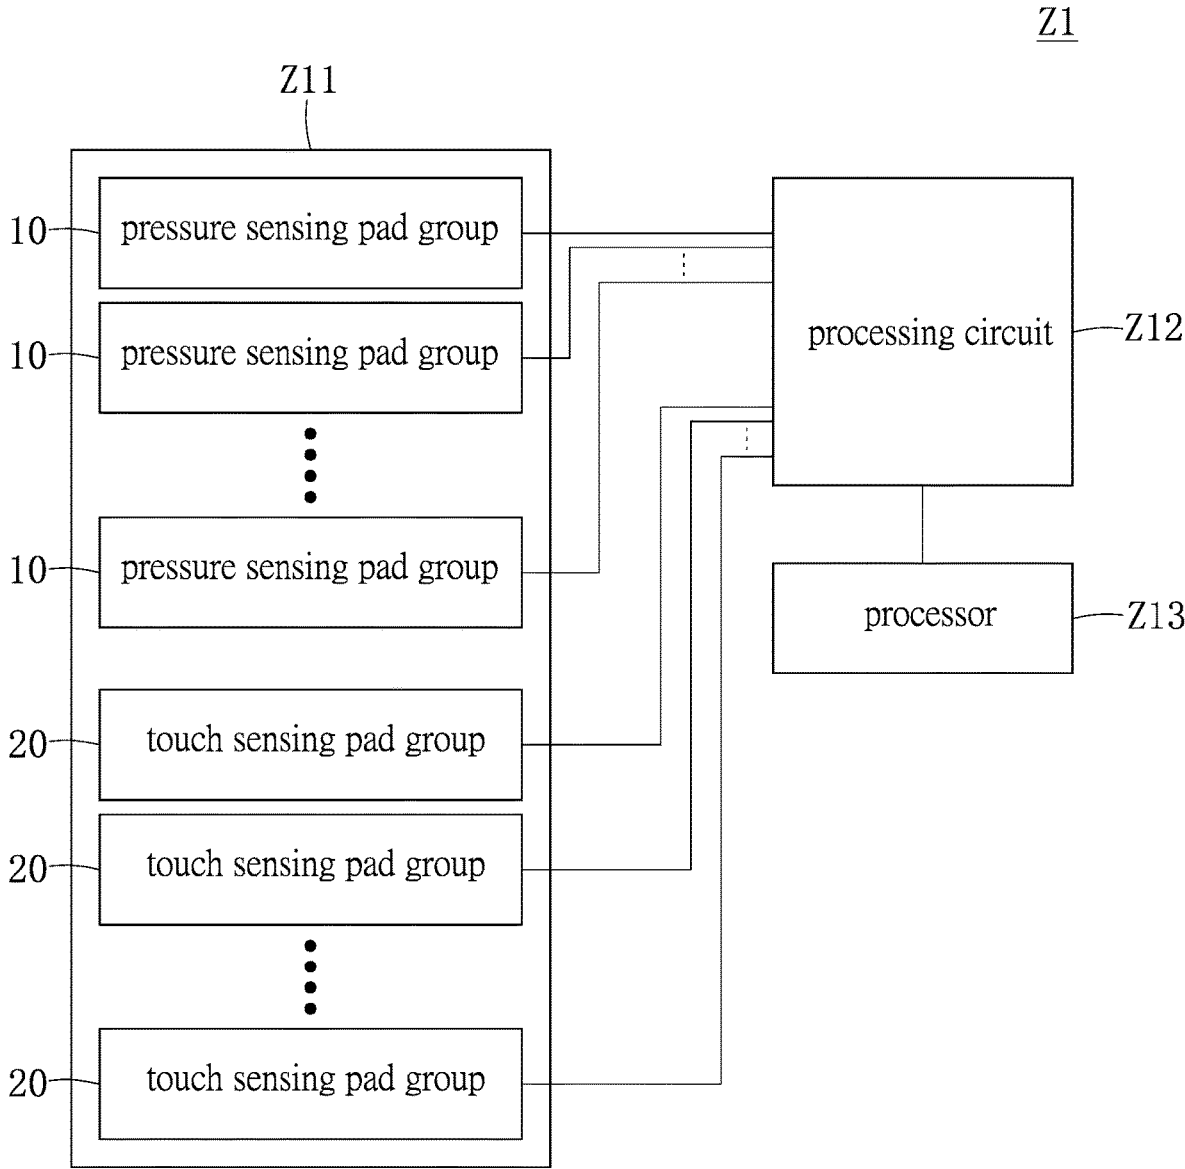 Z1
Z11
10 pressure sensing pad group
10 pressure sensing pad group
processing circuit Z12
10 pressure sensing pad group
processor Z13
20 touch sensing pad group
20 touch sensing pad group
20 touch sensing pad group